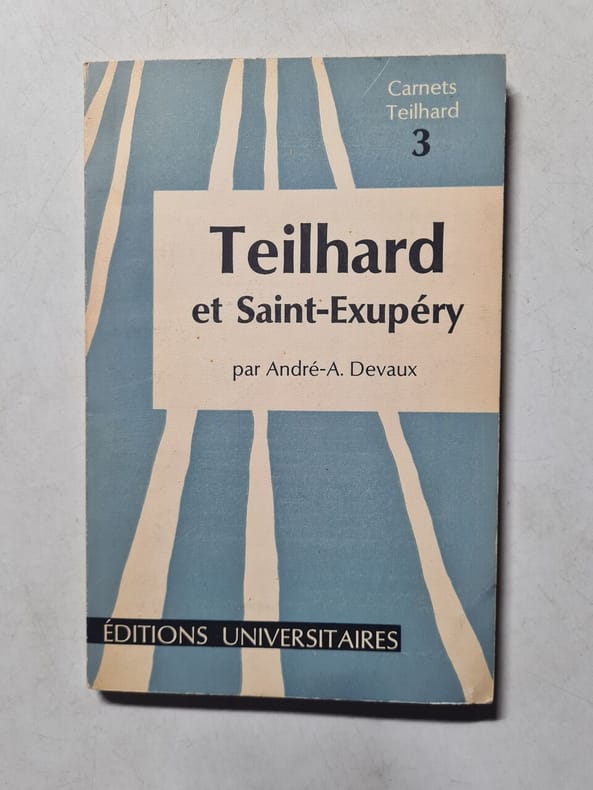 Carnets
Teilhard
3
Teilhard
et Saint-Exupéry
par André-A. Devaux
ÉDITIONS UNIVERSITAIRES